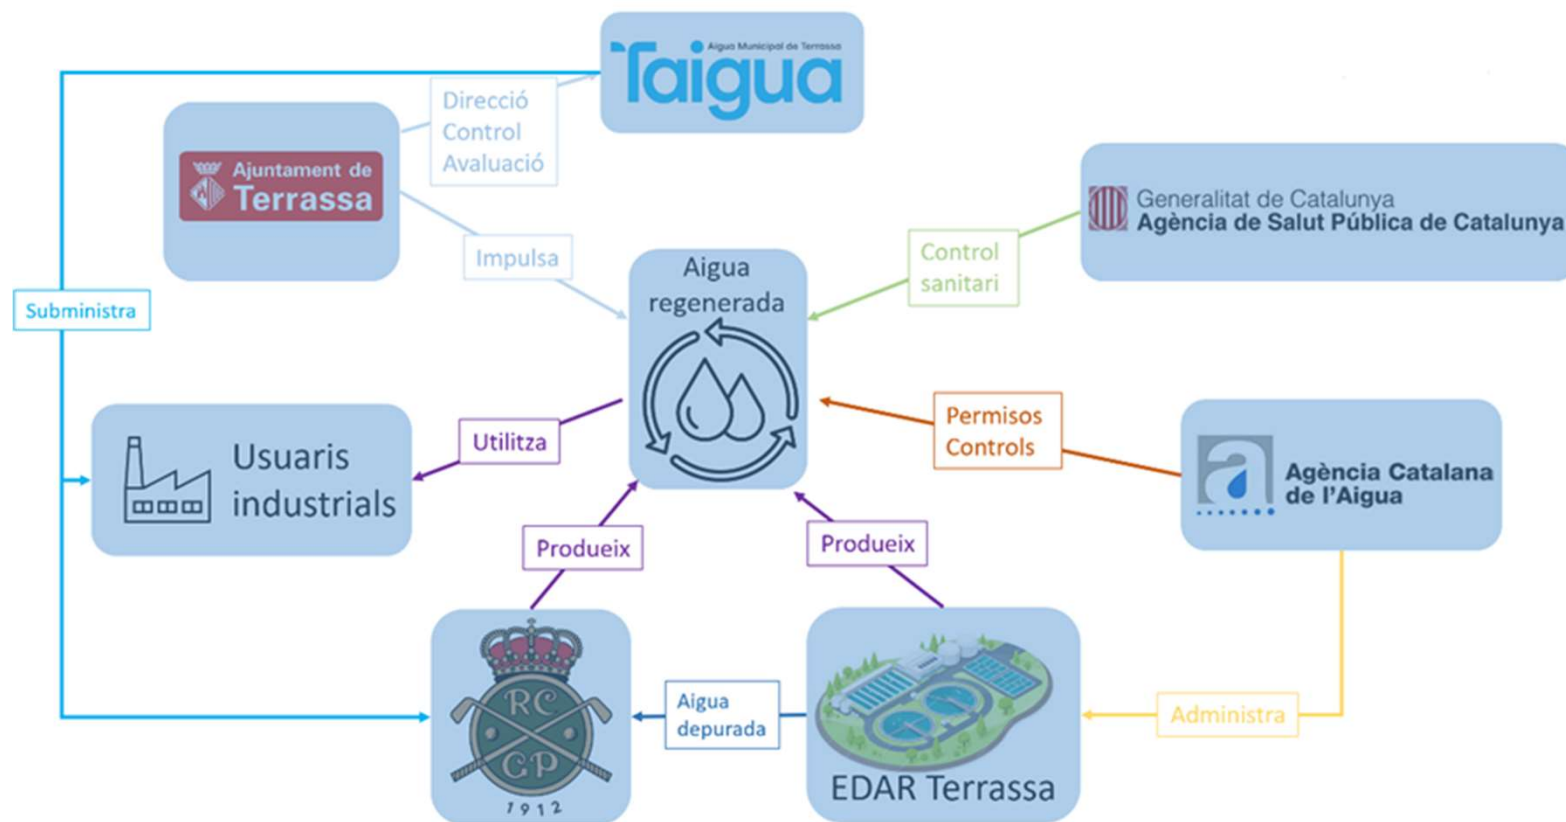 Aigua Municipal de Terrassa
Taigua
Direcció
Control
Avaluació
Ajuntament de
Terrassa
Generalitat de Catalunya
Agència de Salut Pública de Catalunya
Control
sanitari
Impulsa
Aigua
regenerada
Subministra
Permisos
Controls
Utilitza
Usuaris
industrials
Agència Catalana
de l'Aigua
a
Produeix
Produeix
RC
GP
1912
Aigua
depurada
EDAR Terrassa
Administra